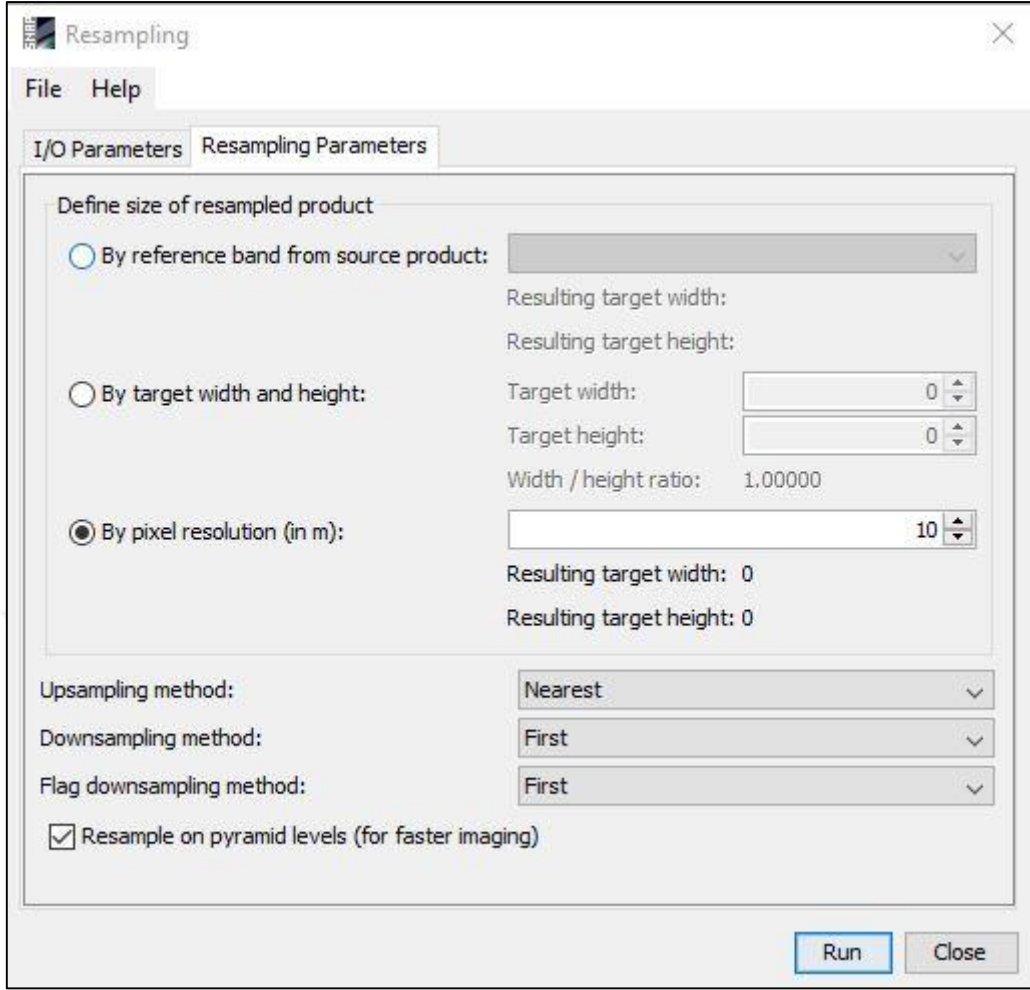 Resampling
File Help
I/O Parameters Resampling Parameters
Define size of resampled product
By reference band from source product:
Resulting target width:
Resulting target height:
By target width and height: Target width: 0
Target height: 0
Width / height ratio: 1,00000
By pixel resolution (in m): 10
Resulting target width: 0
Resulting target height: 0
Upsampling method: Nearest
Downsampling method: First
Flag downsampling method: First
Resample on pyramid levels (for faster imaging)
Run Close